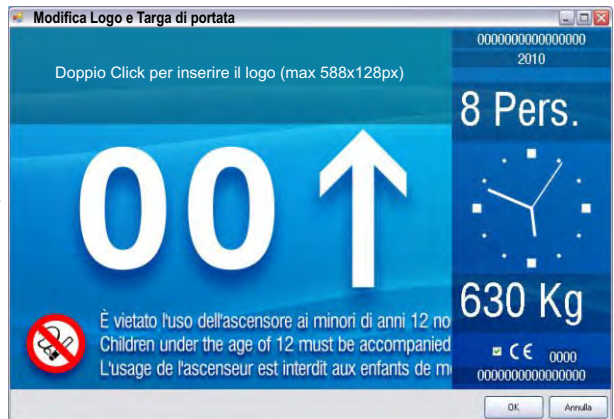 Modifica Logo e Targa di portata
Doppio Click per inserire il logo (max 588x128px)
00
È vietato l'uso dell'ascensore ai minori di anni 12 no
Children under the age of 12 must be accompanied
L'usage de l'ascenseur est interdit aux enfants de m
0000000000000000
2010
8 Pers.
630 Kg
CE 0000
0000000000000000
OK Annulla